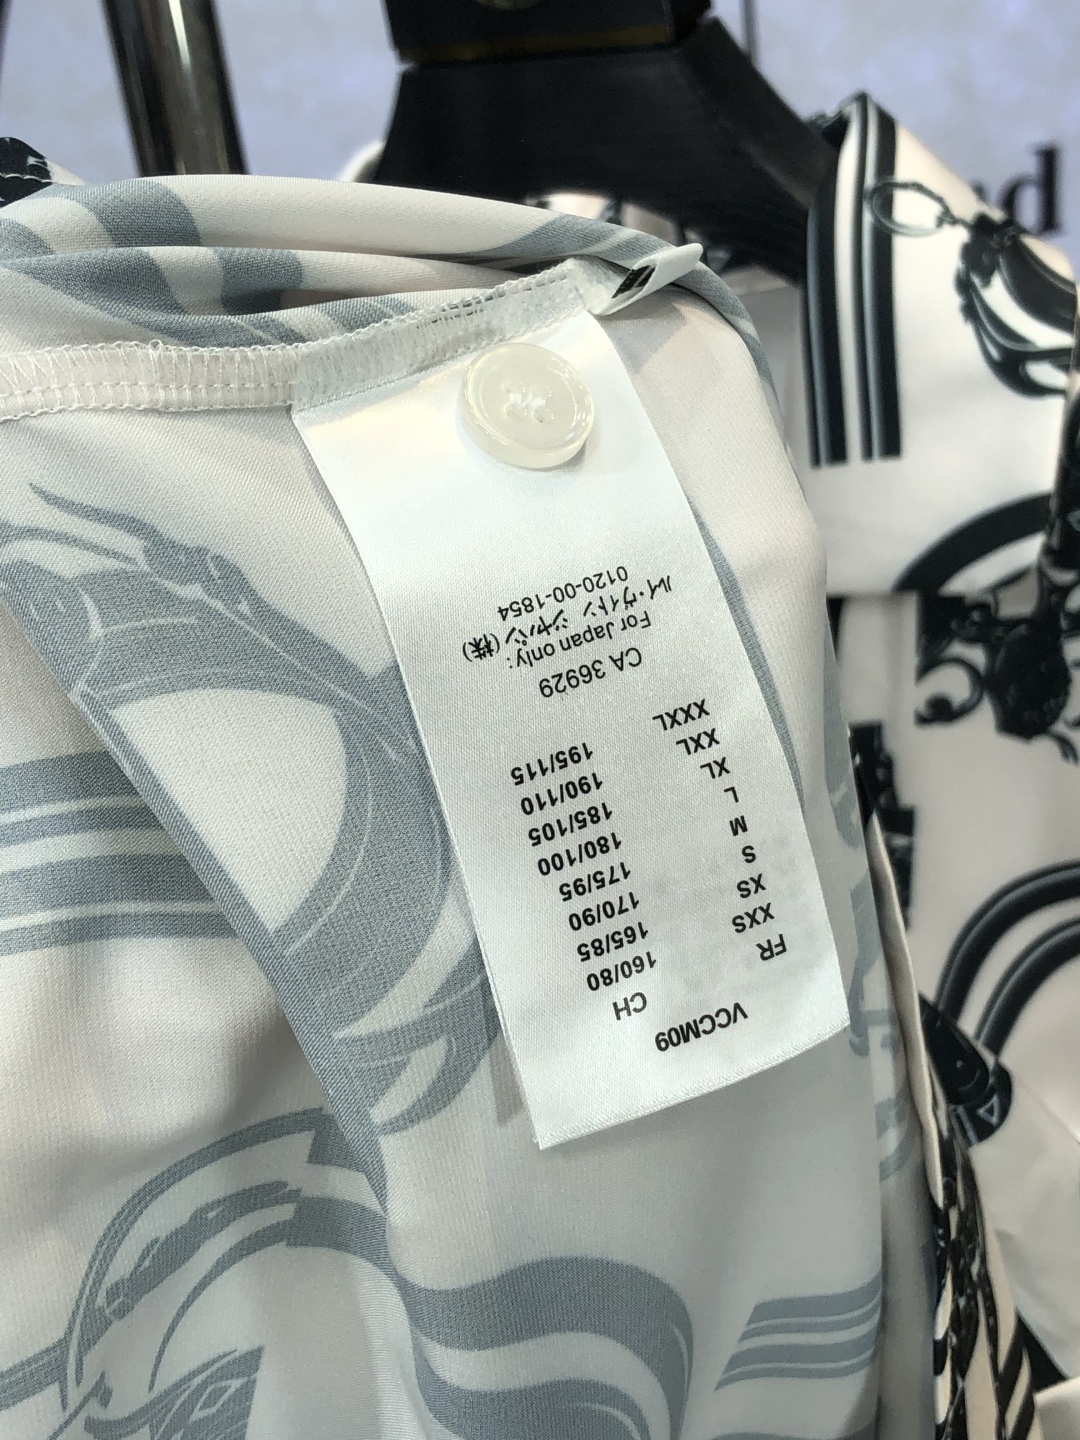 VCCM09
FR CH
XXS 160/80
XS 165/85
S 170/90
M 175/95
L 180/100
XL 185/105
XXL 190/110
XXXL 195/115
CA 36929
For Japan only:
ルイ・ヴィトン ジャパン(株)
0120-00-1854